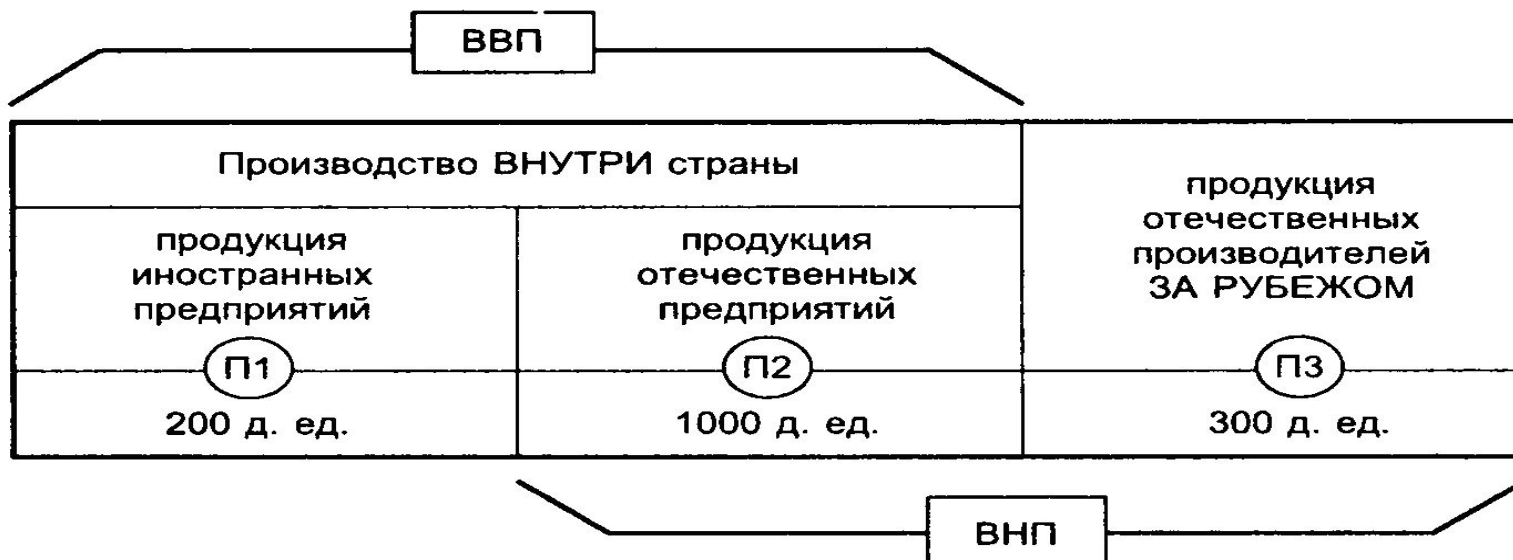 ВВП
Производство ВНУТРИ страны
продукция
иностранных
предприятий
П1
200 д. ед.
продукция
отечественных
предприятий
П2
1000 д. ед.
продукция
отечественных
производителей
ЗА РУБЕЖОМ
П3
300 д. ед.
ВНП